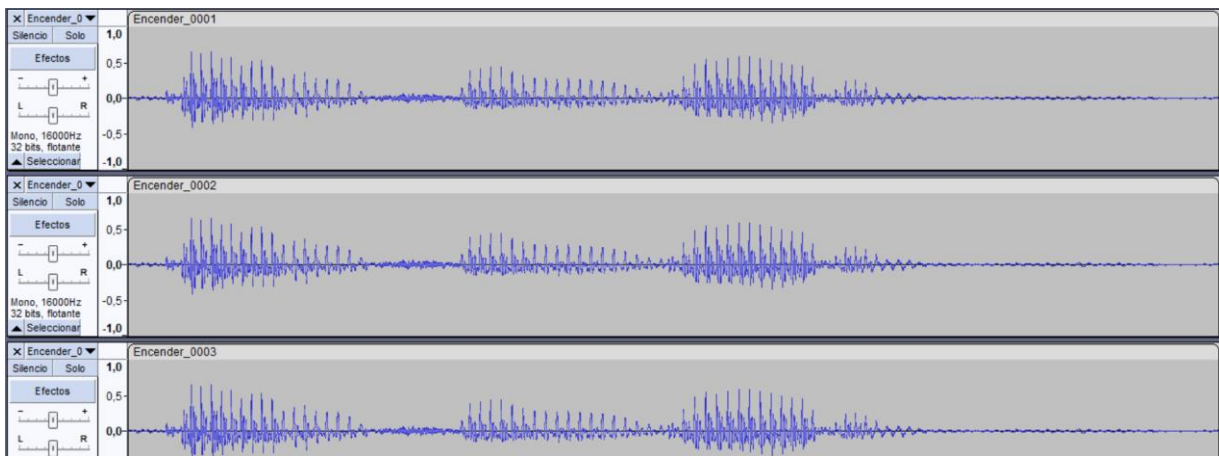 × Encender_0 ▼ Encender_0001
Silencio Solo 1,0
Efectos 0,5
- +
L R 0,0
Mono, 16000Hz -0,5
32 bits, flotante
▲ Seleccionar -1,0
× Encender_0 ▼ Encender_0002
Silencio Solo 1,0
Efectos 0,5
- +
L R 0,0
Mono, 16000Hz -0,5
32 bits, flotante
▲ Seleccionar -1,0
× Encender_0 ▼ Encender_0003
Silencio Solo 1,0
Efectos 0,5
- +
L R 0,0